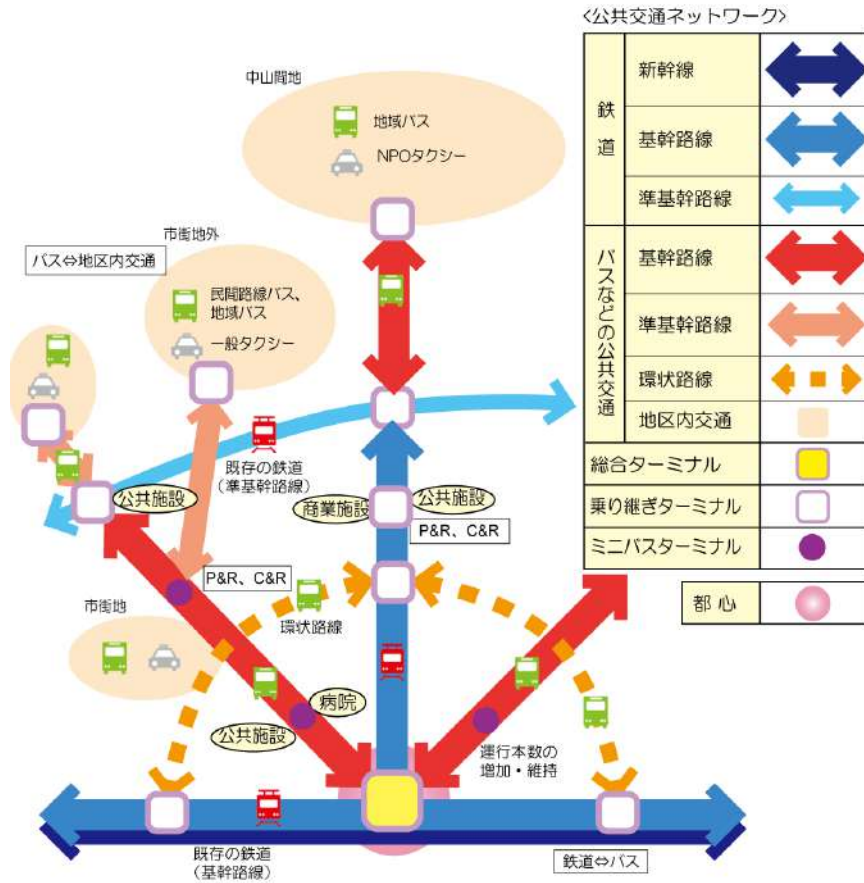 〈公共交通ネットワーク〉
鉄道
新幹線
基幹路線
準基幹路線
バスなどの公共交通
基幹路線
準基幹路線
環状路線
地区内交通
総合ターミナル
乗り継ぎターミナル
ミニバスターミナル
都心
中山間地
地域バス
NPOタクシー
市街地外
バス⇔地区内交通
民間路線バス、
地域バス
一般タクシー
既存の鉄道
(準基幹路線)
公共施設
商業施設
公共施設
P&R、C&R
P&R、C&R
市街地
環状路線
病院
公共施設
運行本数の
増加・維持
既存の鉄道
(基幹路線)
鉄道⇔バス